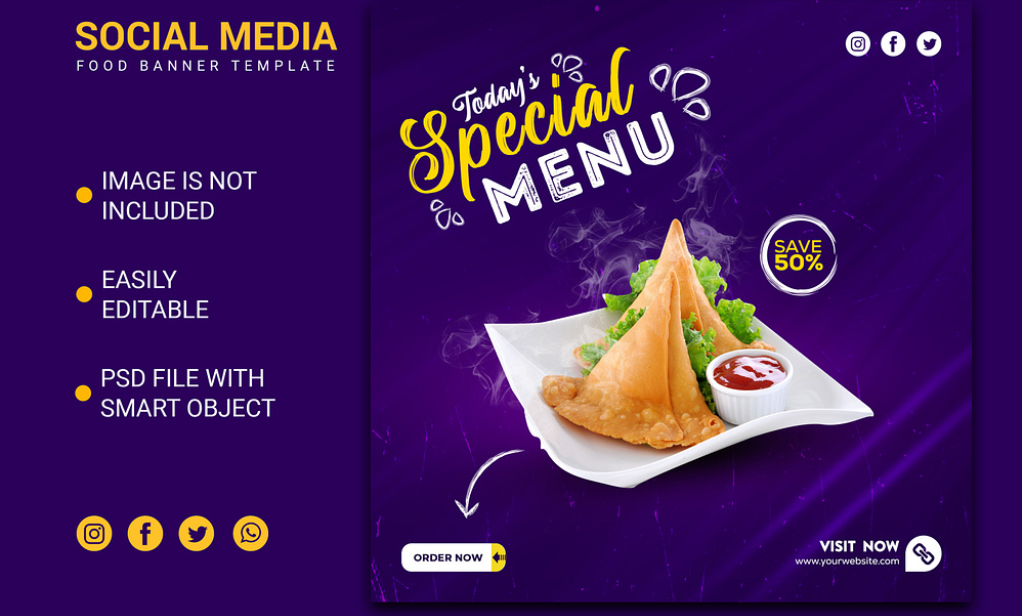 SOCIAL MEDIA
FOOD BANNER TEMPLATE
IMAGE IS NOT
INCLUDED
EASILY
EDITABLE
PSD FILE WITH
SMART OBJECT
Today's
Special
MENU
SAVE
50%
ORDER NOW
VISIT NOW
www.yourwebsite.com